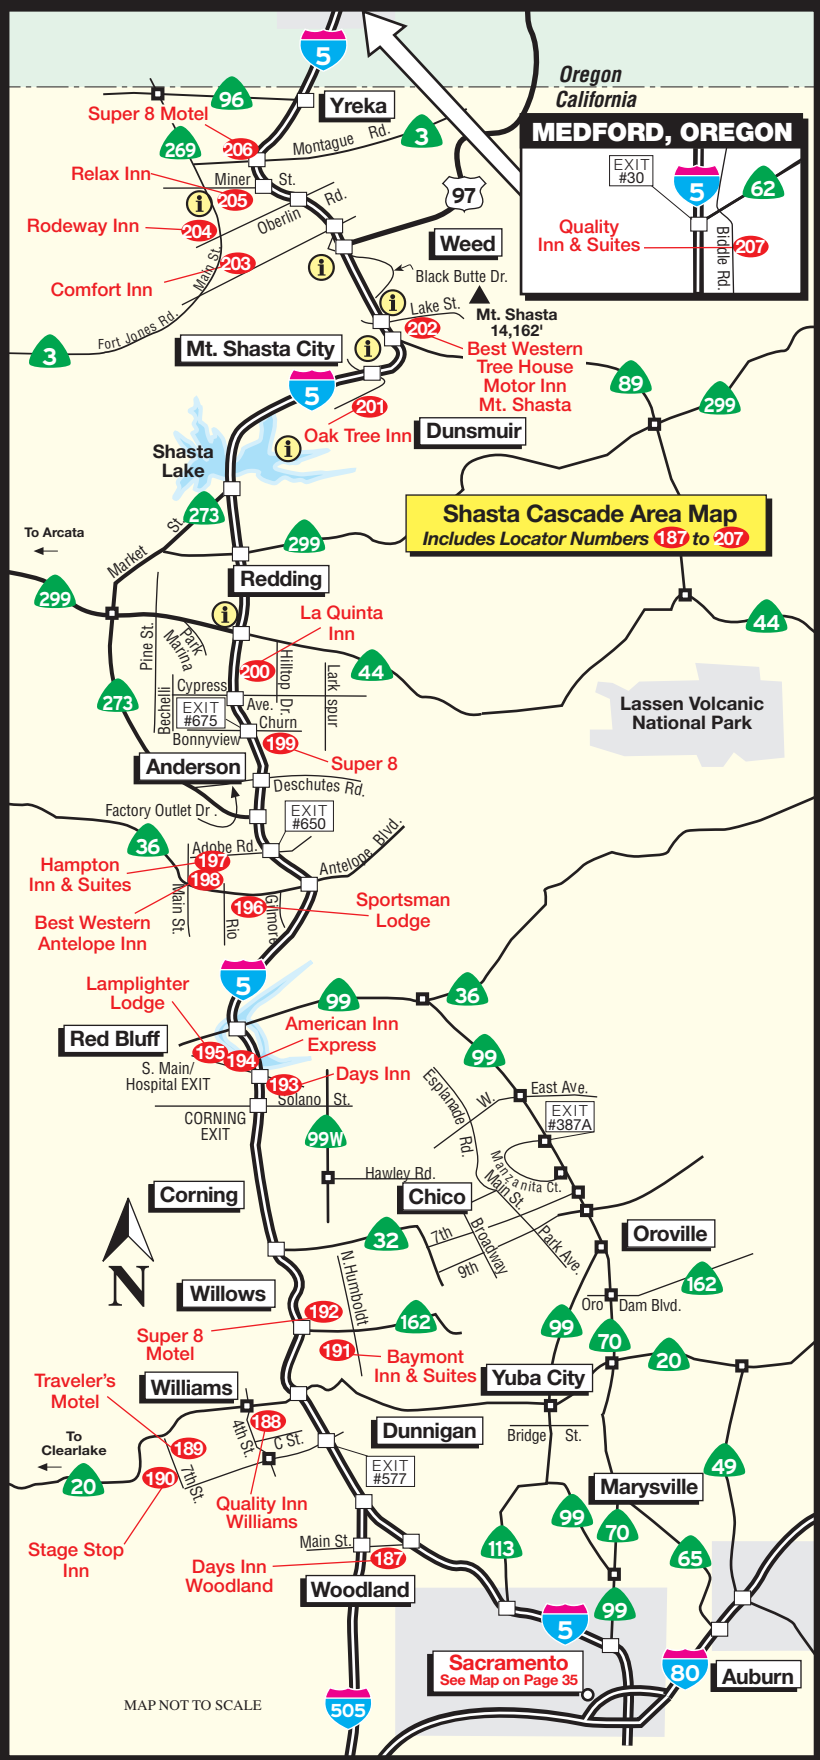 5
Oregon
California
96
Yreka
Super 8 Motel
269
206
Montague Rd.
3
MEDFORD, OREGON
EXIT
#30
5
62
Quality
Inn & Suites
207
Biddle Rd.
Relax Inn
Miner St.
205
i
97
Rodeway Inn
204
Oberlin Rd.
Main St.
203
Comfort Inn
Weed
i
Black Butte Dr.
i
Lake St.
Mt. Shasta
14,162'
Fort Jones Rd.
3
202
Mt. Shasta City
i
Best Western
Tree House
Motor Inn
Mt. Shasta
5
89
299
201
Oak Tree Inn
Dunsmuir
Shasta
Lake
i
273
Shasta Cascade Area Map
Includes Locator Numbers 187 to 207
To Arcata
Market St.
299
299
Redding
i
La Quinta
Inn
44
Pine St.
Park
Marina
200
Hilltop Dr.
44
273
Bechelli
Cypress Ave.
Larkspur
Lassen Volcanic
National Park
EXIT
#675
Churn
Bonnyview
199
Super 8
Anderson
Deschutes Rd.
Factory Outlet Dr.
EXIT
#650
36
Adobe Rd.
Antelope Blvd.
Hampton
Inn & Suites
197
198
Main St.
Rio
196
Gilmore
Sportsman
Lodge
Best Western
Antelope Inn
5
Lamplighter
Lodge
99
36
Red Bluff
American Inn
Express
99
195
194
S. Main/
Hospital EXIT
193
Days Inn
Solano St.
CORNING
EXIT
99W
Esplanade Rd.
W. East Ave.
EXIT
#387A
Manzanita Ct.
Hawley Rd.
Main St.
Corning
Chico
N
32
7th
9th
Broadway
Park Ave.
Oroville
Willows
N.Humboldt
162
Oro Dam Blvd.
192
162
Super 8
Motel
99
70
191
Baymont
Inn & Suites
20
Traveler's
Motel
Williams
Yuba City
188
4th St.
C St.
Dunnigan
Bridge St.
To
Clearlake
189
20
190
7th St.
EXIT
#577
49
Marysville
Quality Inn
Williams
99
70
113
65
Stage Stop
Inn
Main St.
Days Inn
Woodland
187
Woodland
99
5
Sacramento
See Map on Page 35
80
Auburn
MAP NOT TO SCALE
505